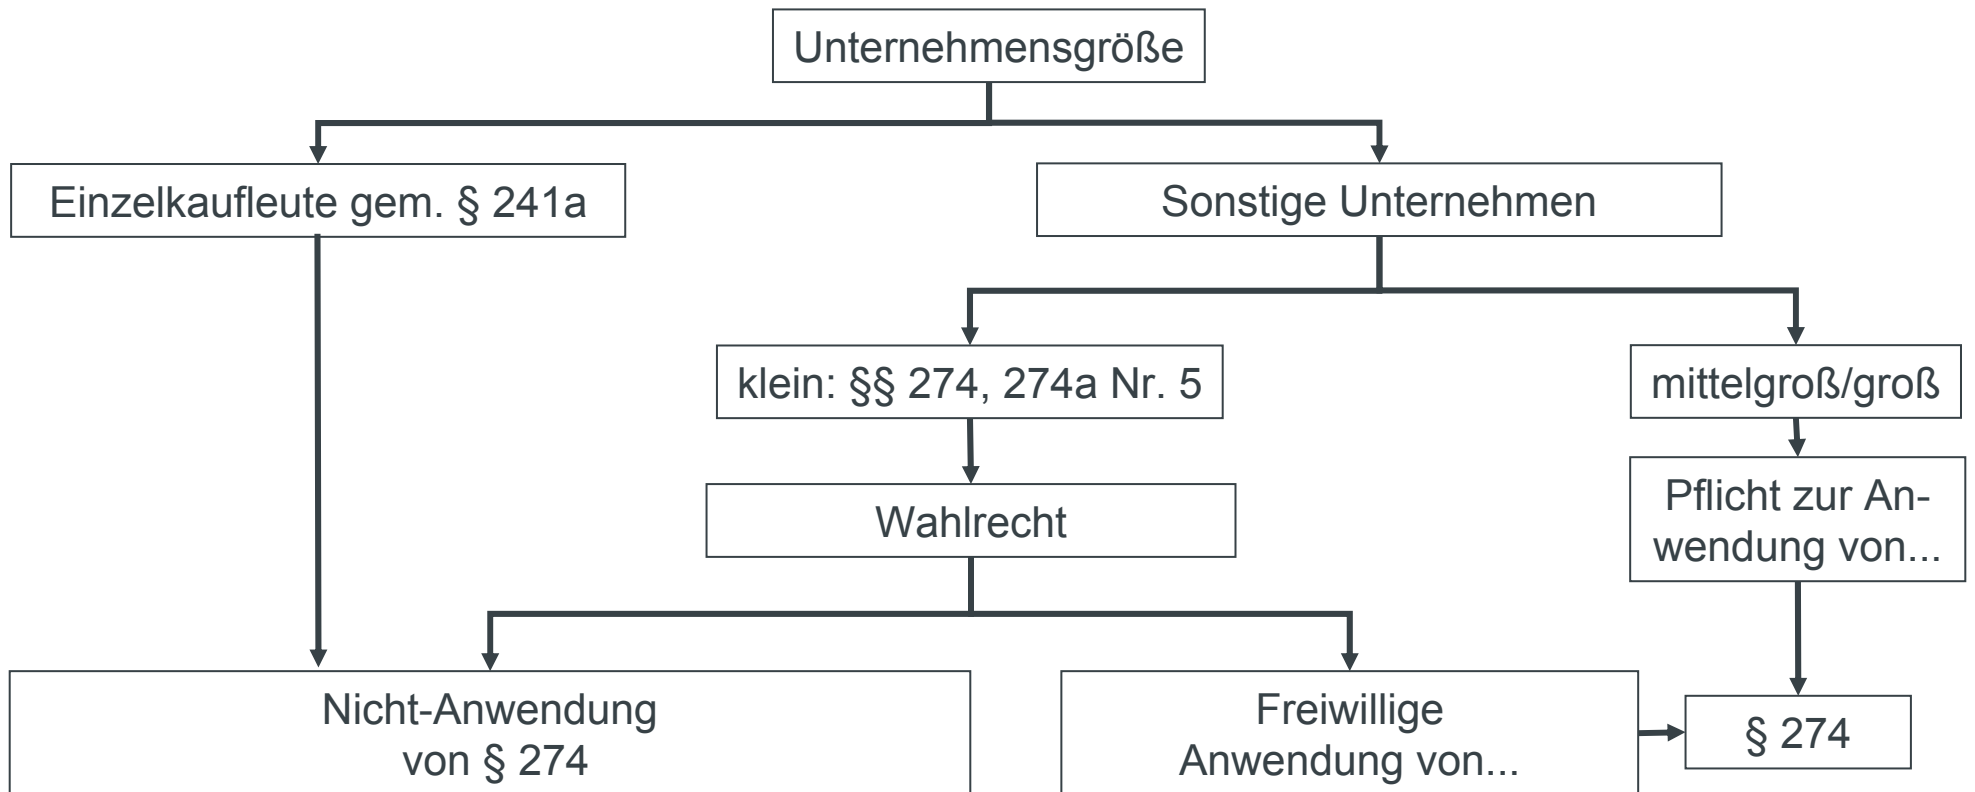 Unternehmensgröße
Einzelkaufleute gem. § 241a
Sonstige Unternehmen
klein: §§ 274, 274a Nr. 5
mittelgroß/groß
Wahlrecht
Pflicht zur An-
wendung von...
Nicht-Anwendung
von § 274
Freiwillige
Anwendung von...
§ 274